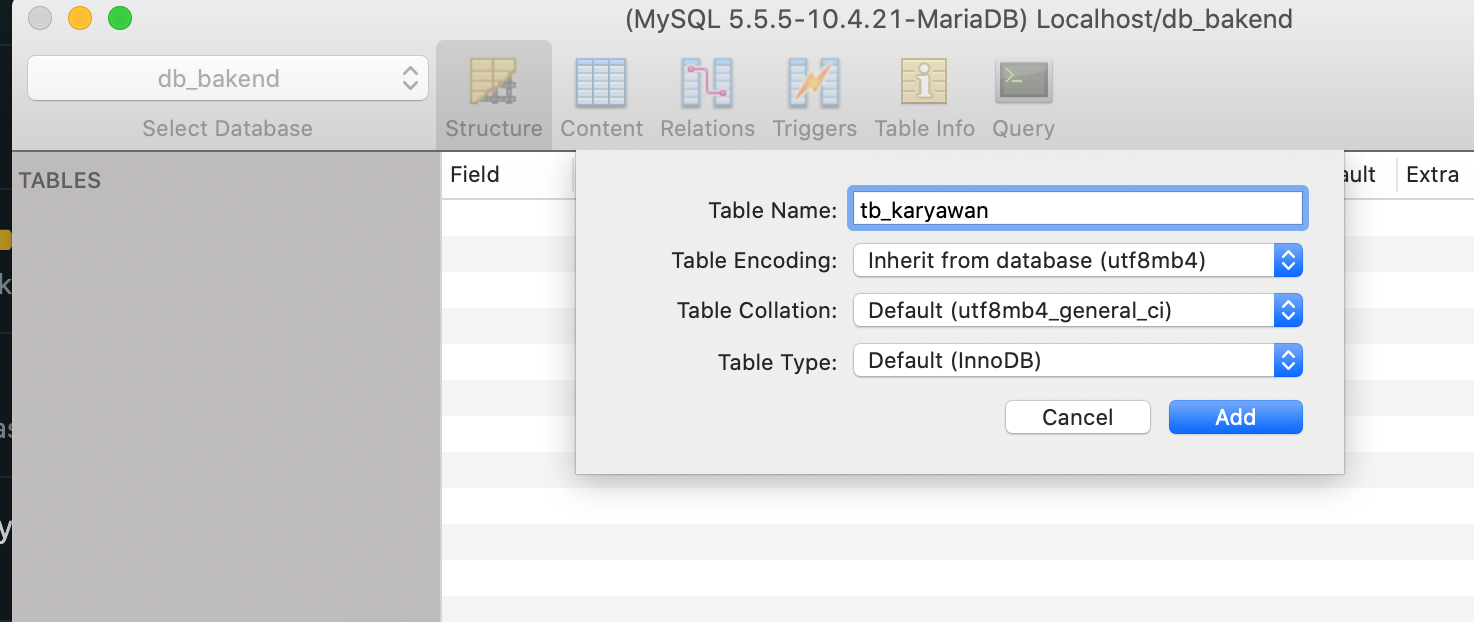 (MySQL 5.5.5-10.4.21-MariaDB) Localhost/db_bakend
db_bakend
Select Database
Structure
Content
Relations
Triggers
Table Info
Query
TABLES
Field
Extra
Table Name:
tb_karyawan
Table Encoding:
Inherit from database (utf8mb4)
Table Collation:
Default (utf8mb4_general_ci)
Table Type:
Default (InnoDB)
Cancel
Add